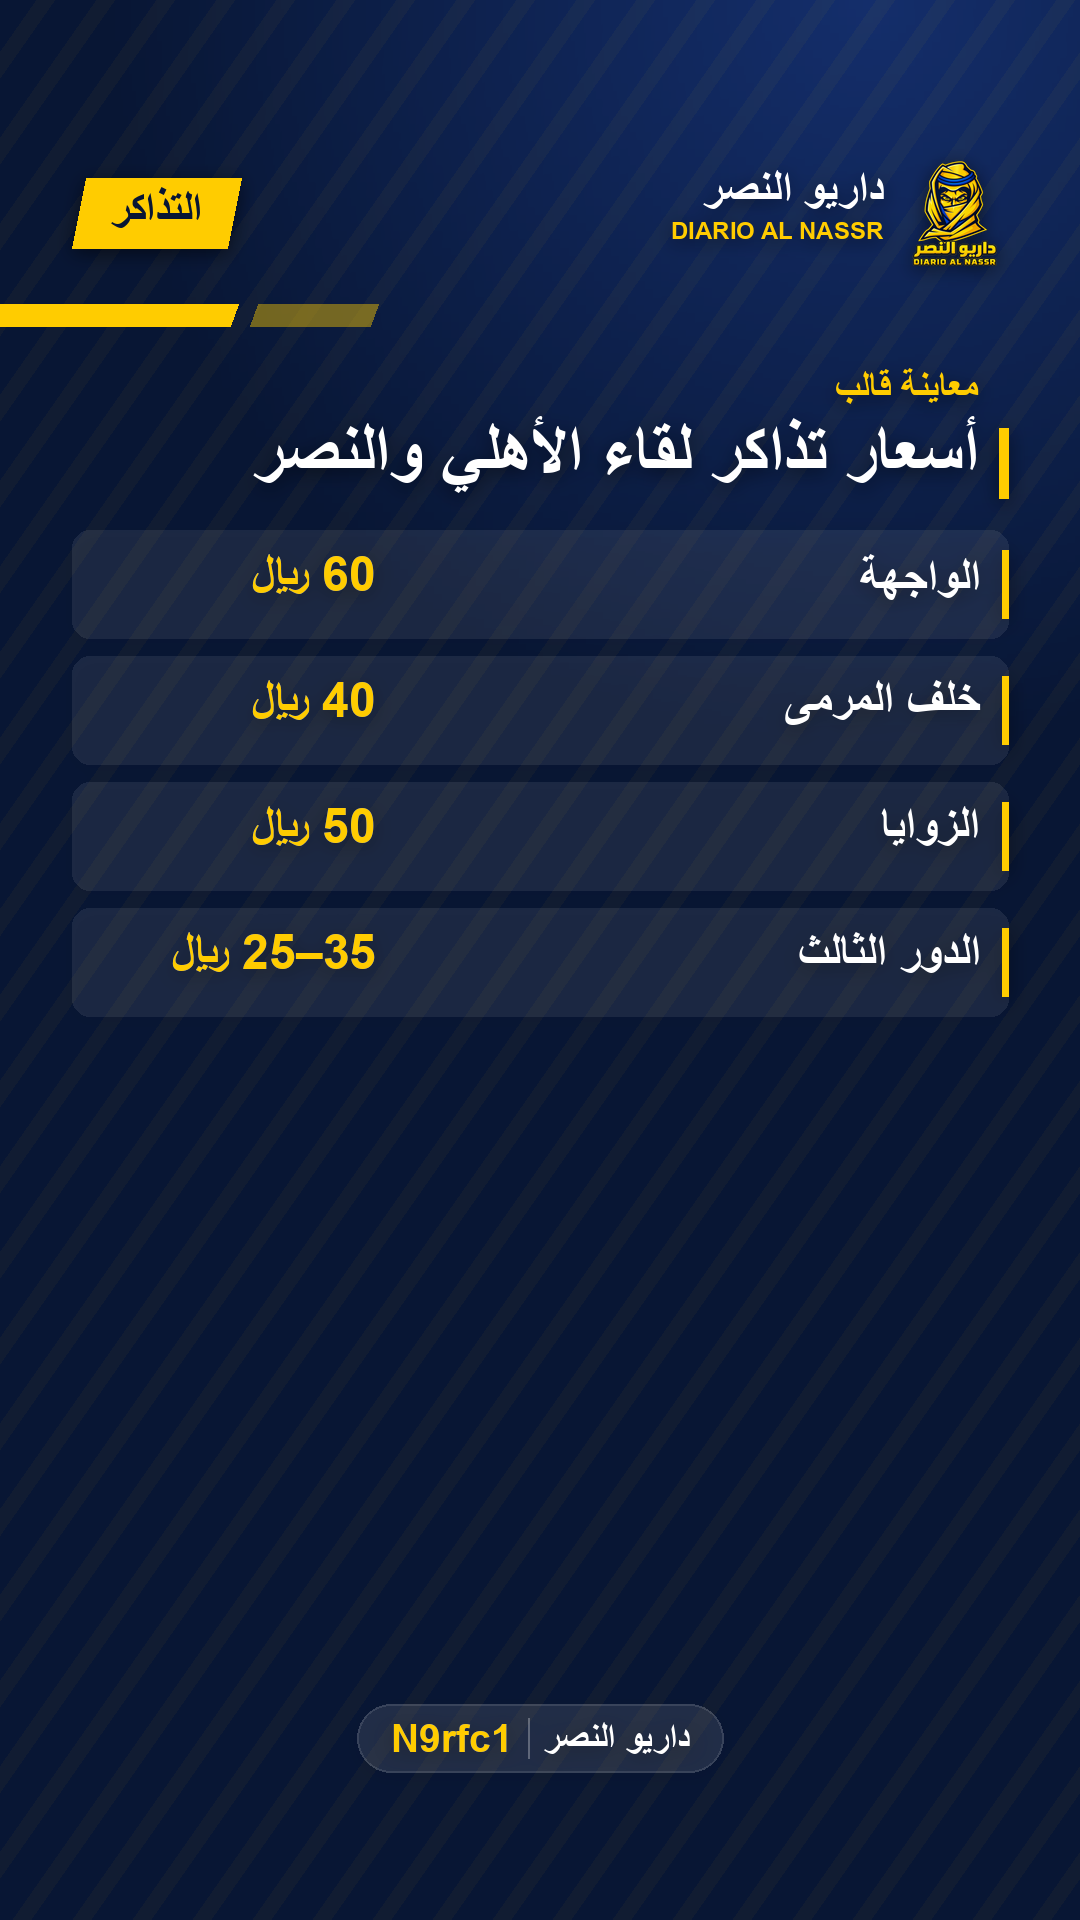 داريو النصر
DIARIO AL NASSR
داريو النصر
DIARIO AL NASSR
التذاكر
معاينة قالب
أسعار تذاكر لقاء الأهلي والنصر
الواجهة 60 ريال
خلف المرمى 40 ريال
الزوايا 50 ريال
الدور الثالث 25–35 ريال
داريو النصر N9rfc1